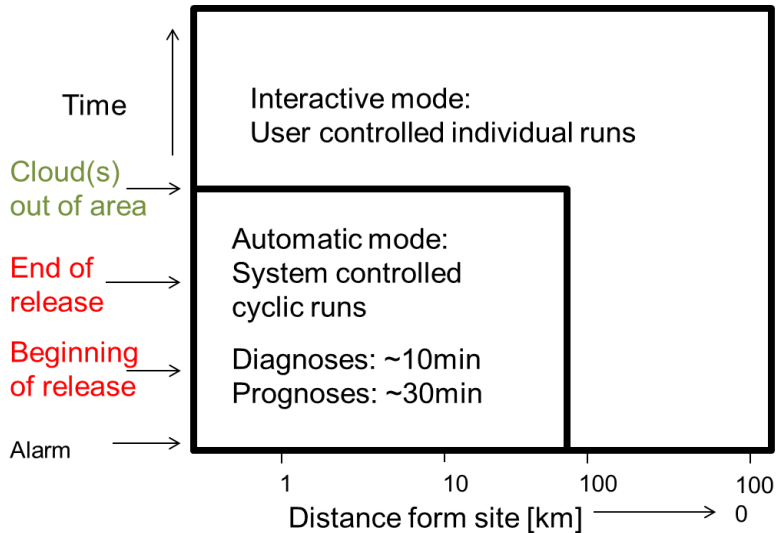 Time
Interactive mode:
User controlled individual runs
Cloud(s)
out of area
Automatic mode:
System controlled
cyclic runs
End of
release
Beginning
of release
Diagnoses: ~10min
Prognoses: ~30min
Alarm
1
10
100
100
0
Distance form site [km]